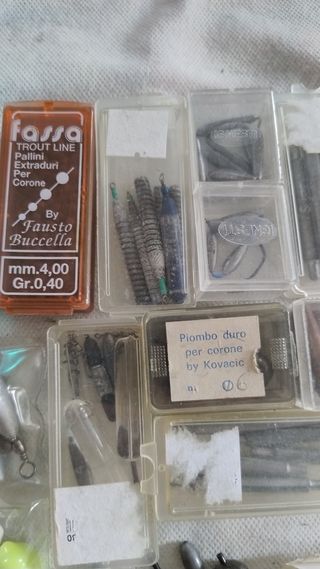 fassa
TROUT LINE
Pallini
Extraduri
Per
Corone
By
Fausto
Buccella
mm.4,00
Gr.0,40
Piombo duro
per corone
by Kovacic
n.